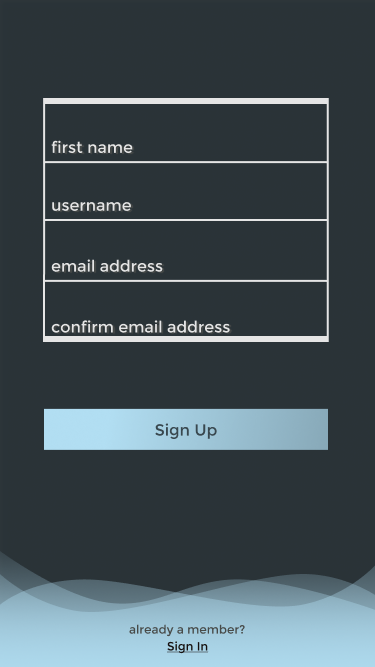 first name
username
email address
confirm email address
Sign Up
already a member?
Sign In